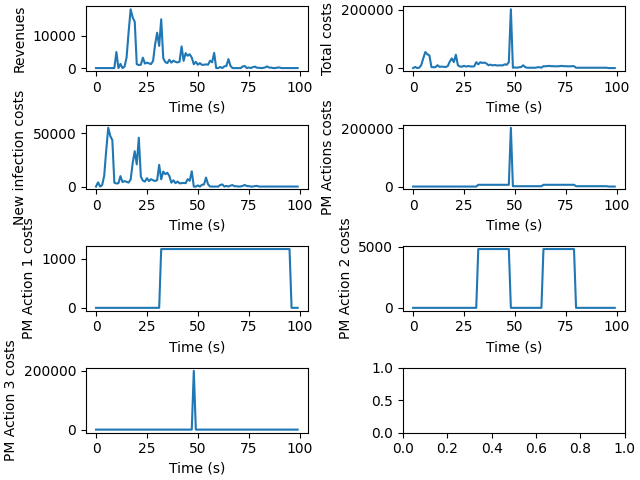 Revenues
10000
0
0 25 50 75 100
Time (s)
Total costs
200000
0
0 25 50 75 100
Time (s)
New infection costs
50000
0
0 25 50 75 100
Time (s)
PM Actions costs
200000
0
0 25 50 75 100
Time (s)
PM Action 1 costs
1000
0
0 25 50 75 100
Time (s)
PM Action 2 costs
5000
0
0 25 50 75 100
Time (s)
PM Action 3 costs
200000
0
0 25 50 75 100
Time (s)
1.0
0.5
0.0
0.0 0.2 0.4 0.6 0.8 1.0